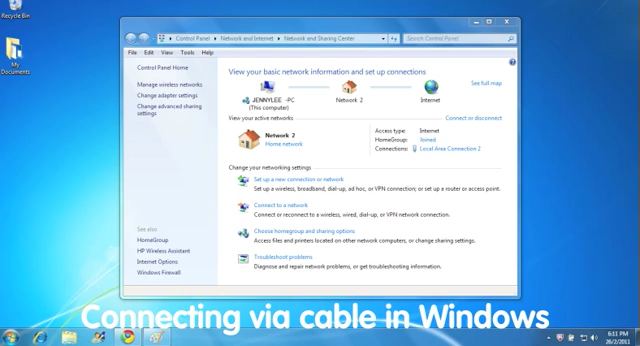 Recycle Bin
My Documents
Control Panel
Network and Internet
Network and Sharing Center
Search Control Panel
File Edit View Tools Help
Control Panel Home
Manage wireless networks
Change adapter settings
Change advanced sharing
settings
See also
HomeGroup
HP Wireless Assistant
Internet Options
Windows Firewall
View your basic network information and set up connections
See full map
JENNYLEE -PC
(This computer)
Network 2
Internet
View your active networks
Connect or disconnect
Network 2
Home network
Access type: Internet
HomeGroup: Joined
Connections: Local Area Connection 2
Change your networking settings
Set up a new connection or network
Set up a wireless, broadband, dial-up, ad hoc, or VPN connection; or set up a router or access point.
Connect to a network
Connect or reconnect to a wireless, wired, dial-up, or VPN network connection.
Choose homegroup and sharing options
Access files and printers located on other network computers, or change sharing settings.
Troubleshoot problems
Diagnose and repair network problems, or get troubleshooting information.
Connecting via cable in Windows
6:11 PM
26/2/2011